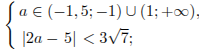 a ∈ (−1,5; −1) ∪ (1; +∞),
|2a − 5| < 3√7;